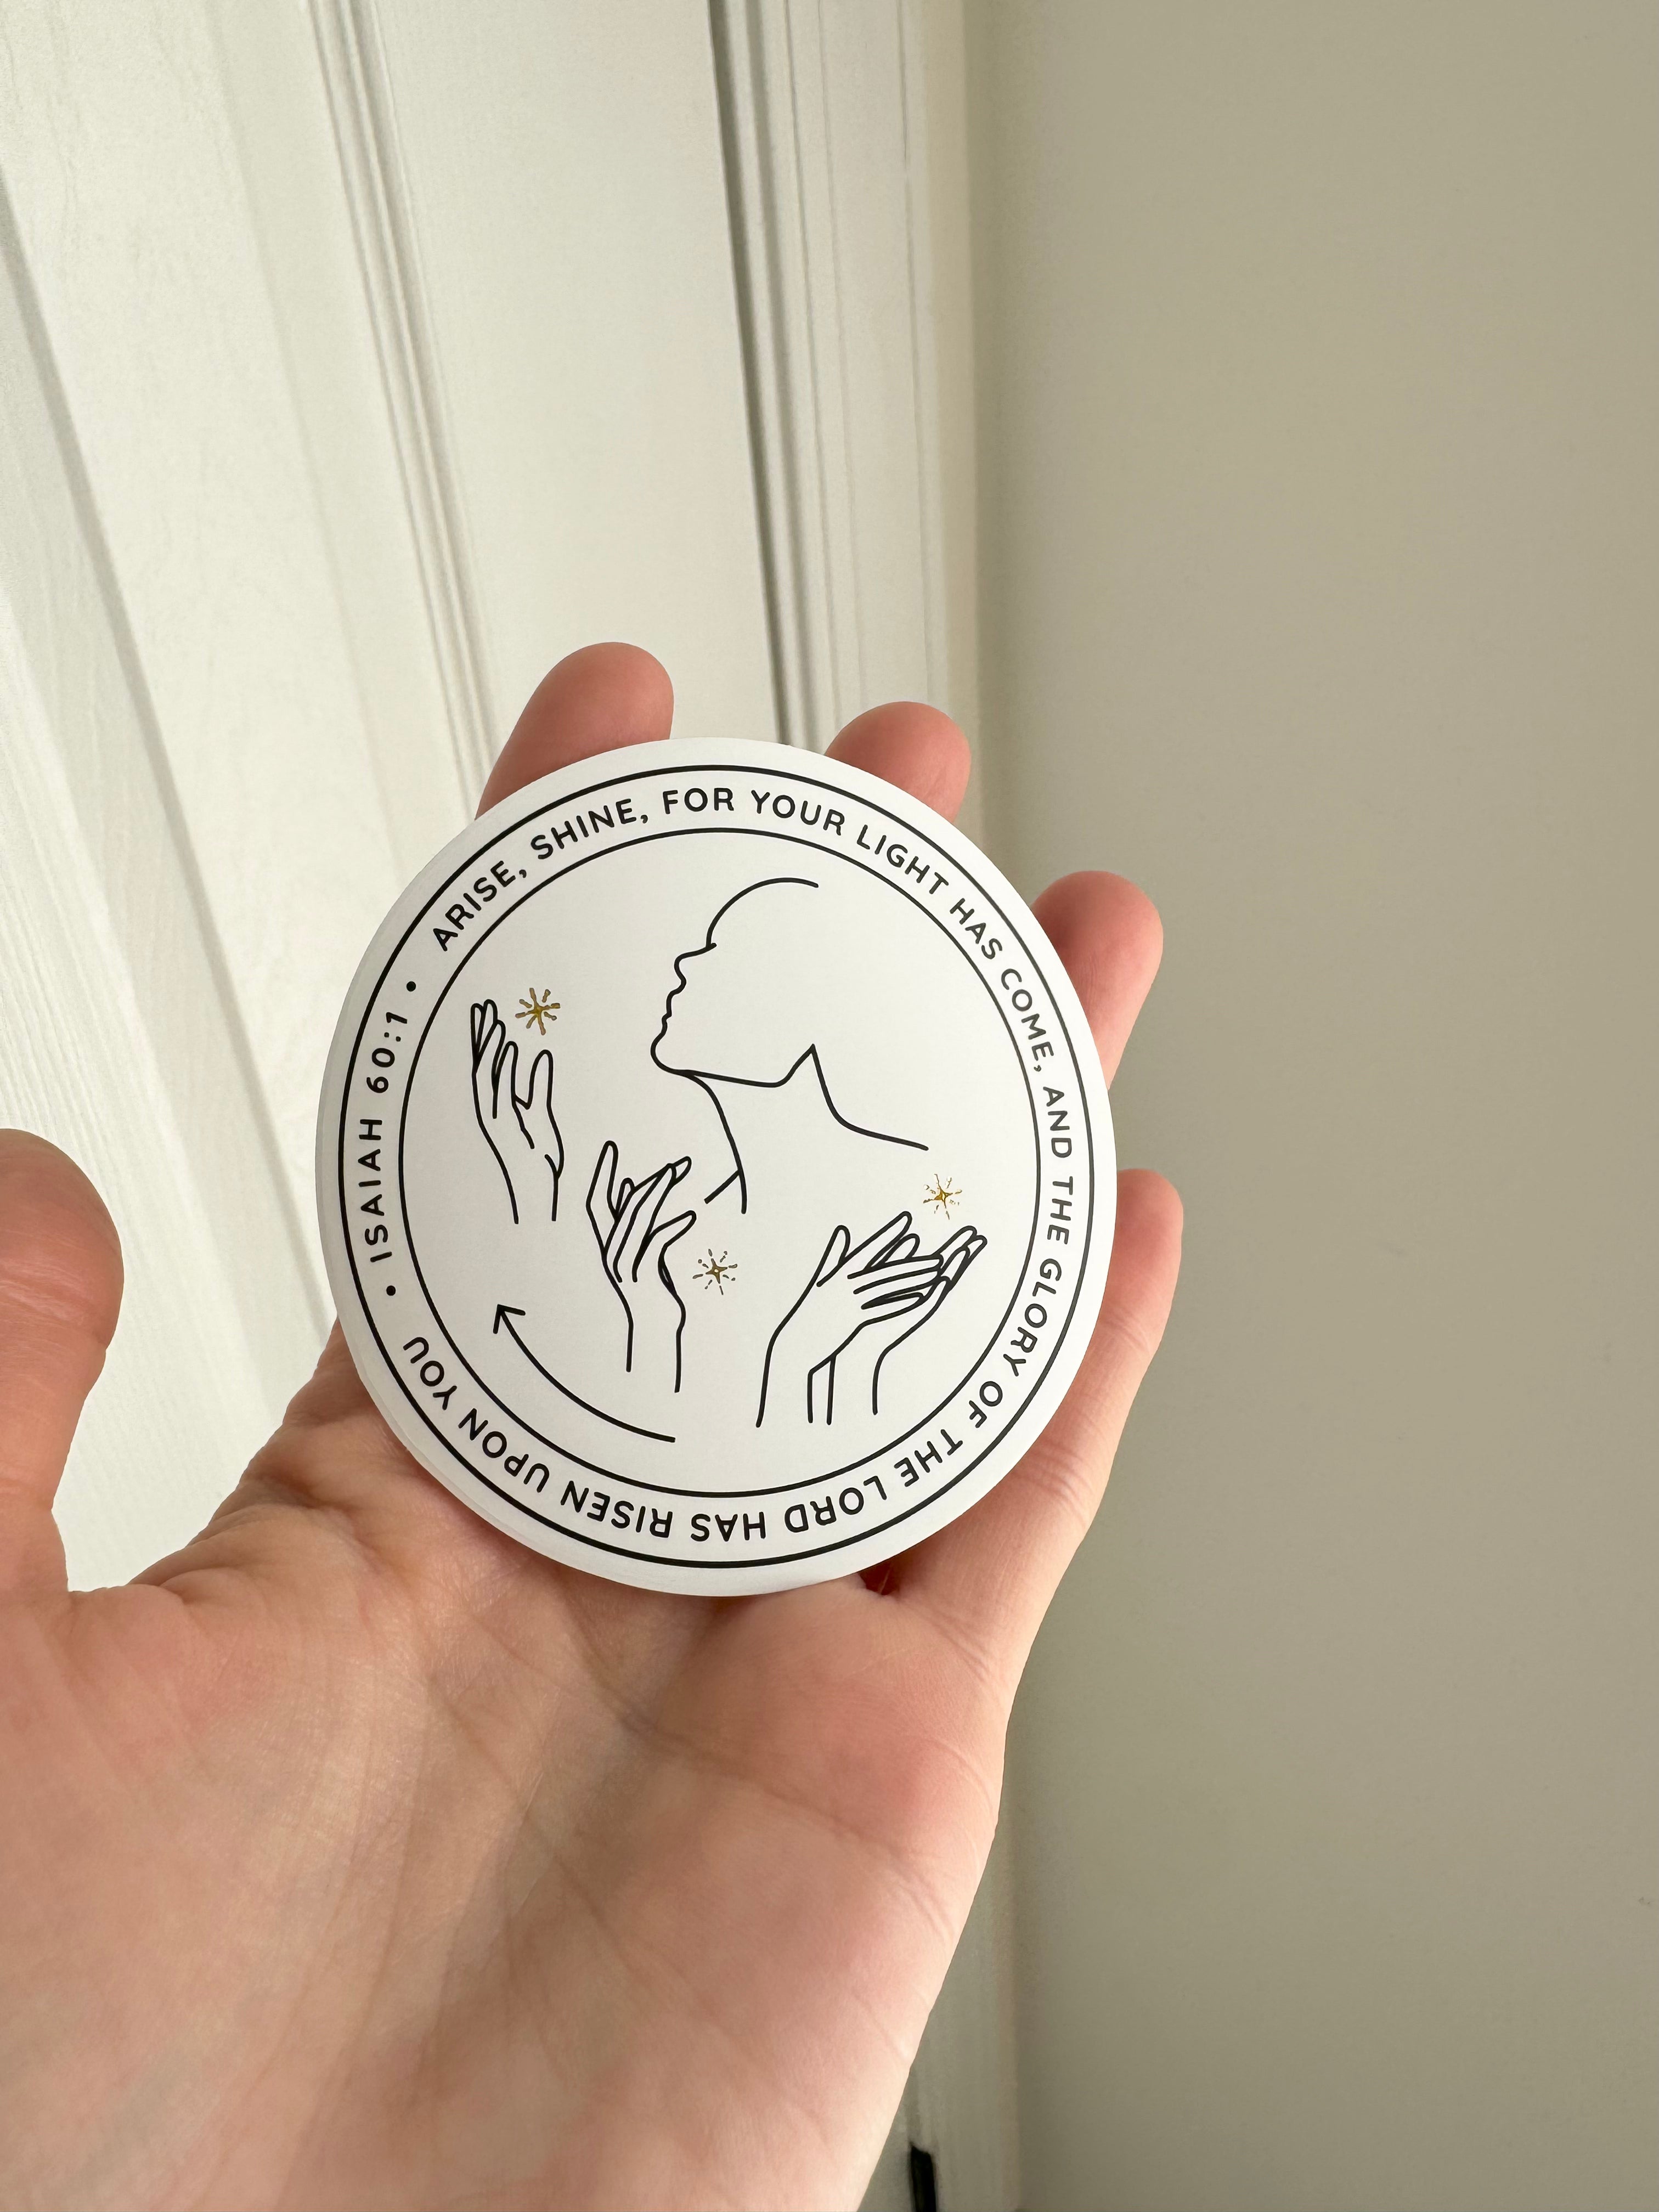 ARISE, SHINE, FOR YOUR LIGHT HAS COME, AND THE GLORY OF THE LORD HAS RISEN UPON YOU • ISAIAH 60:1 •